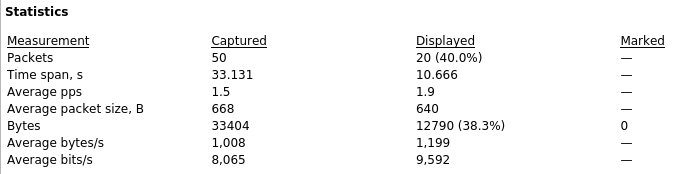 Statistics
Measurement Captured Displayed Marked
Packets 50 20 (40.0%) —
Time span, s 33.131 10.666 —
Average pps 1.5 1.9 —
Average packet size, B 668 640 —
Bytes 33404 12790 (38.3%) 0
Average bytes/s 1,008 1,199 —
Average bits/s 8,065 9,592 —